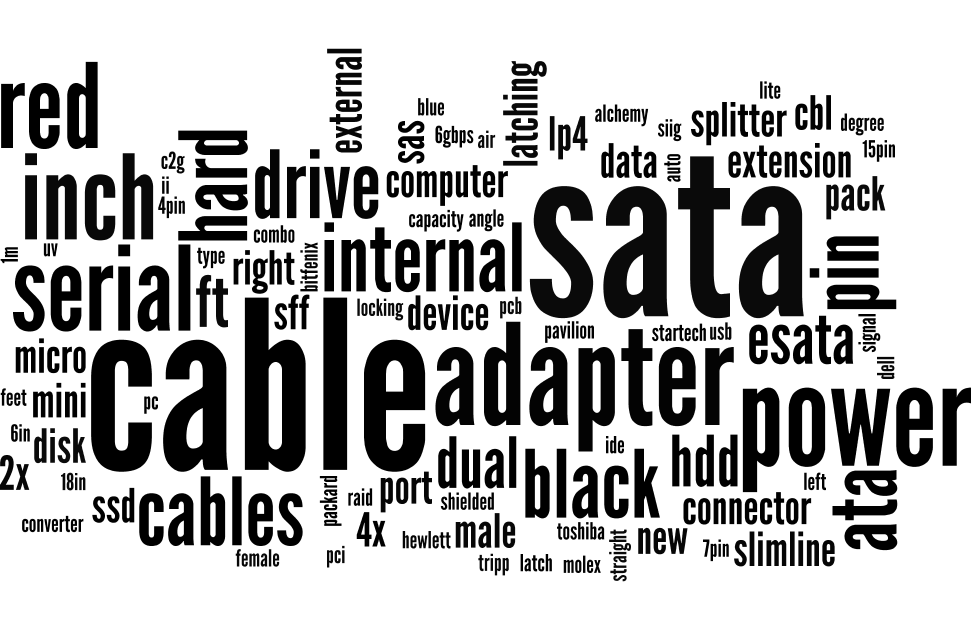 external
red
latching
lite
blue
alchemy
splitter
cbl
degree
sas
6gbps
air
lp4
siig
hard
15pin
inch
c2g
drive
computer
data
auto
extension
ii
4pin
sata
pack
capacity
angle
combo
internal
uv
1m
type
right
bitfenix
pin
serial
ft
sff
locking
device
pcb
pavilion
startech
usb
esata
signal
micro
cable
adapter
dell
feet
mini
pc
power
6in
disk
dual
ide
hdd
2x
18in
black
left
ata
ssd
cables
packard
raid
port
shielded
connector
converter
4x
hewlett
male
toshiba
straight
new
7pin
slimline
female
pci
tripp
latch
molex